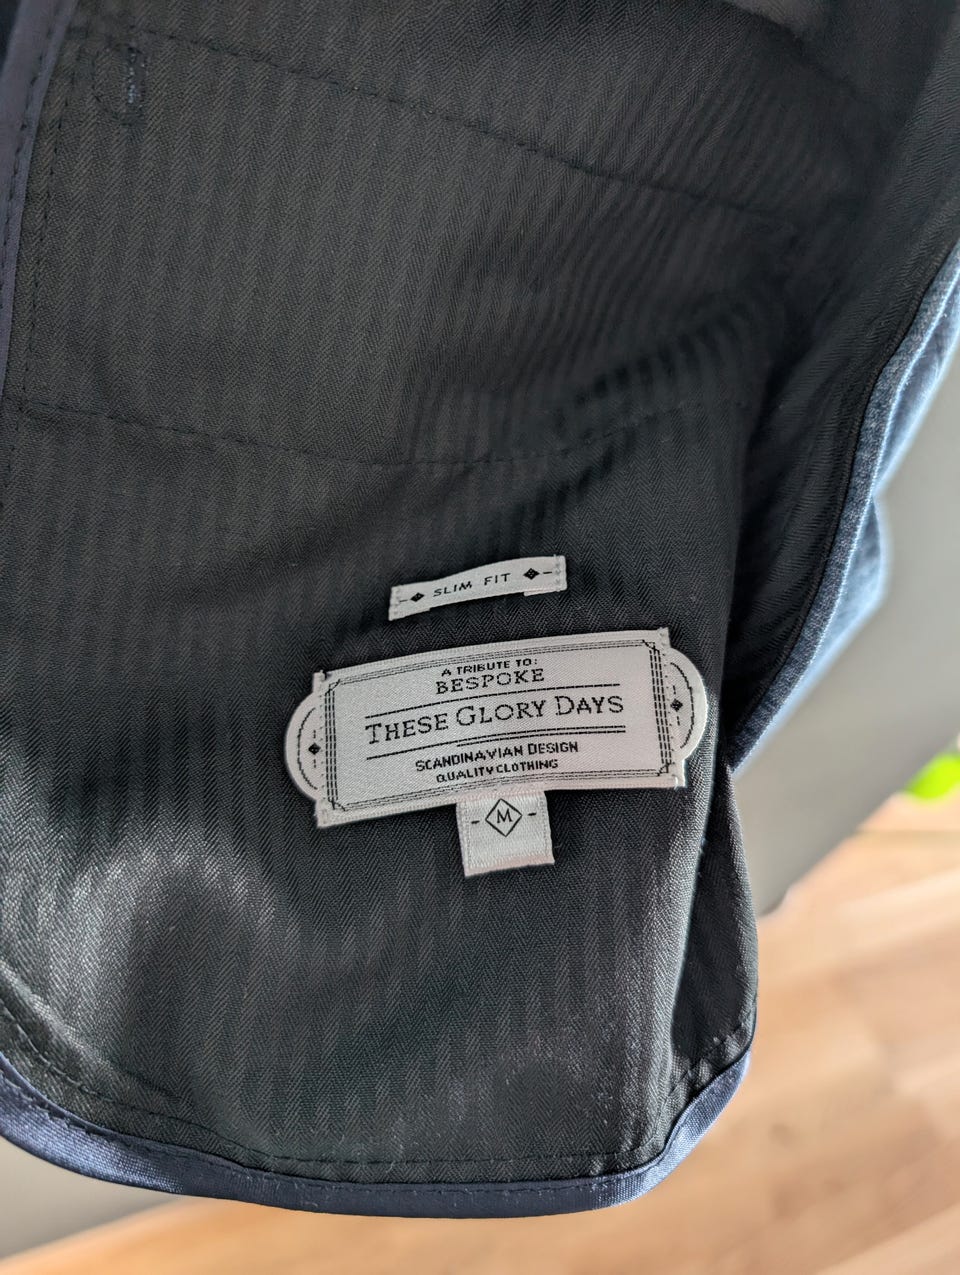 SLIM FIT
A TRIBUTE TO:
BESPOKE
THESE GLORY DAYS
SCANDINAVIAN DESIGN
QUALITY CLOTHING
M